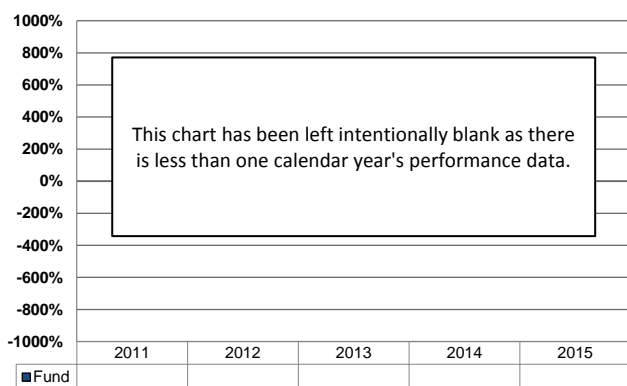 1000%
800%
600%
400%
200%
0%
-200%
-400%
-600%
-800%
-1000%
This chart has been left intentionally blank as there
is less than one calendar year's performance data.
2011 2012 2013 2014 2015
Fund